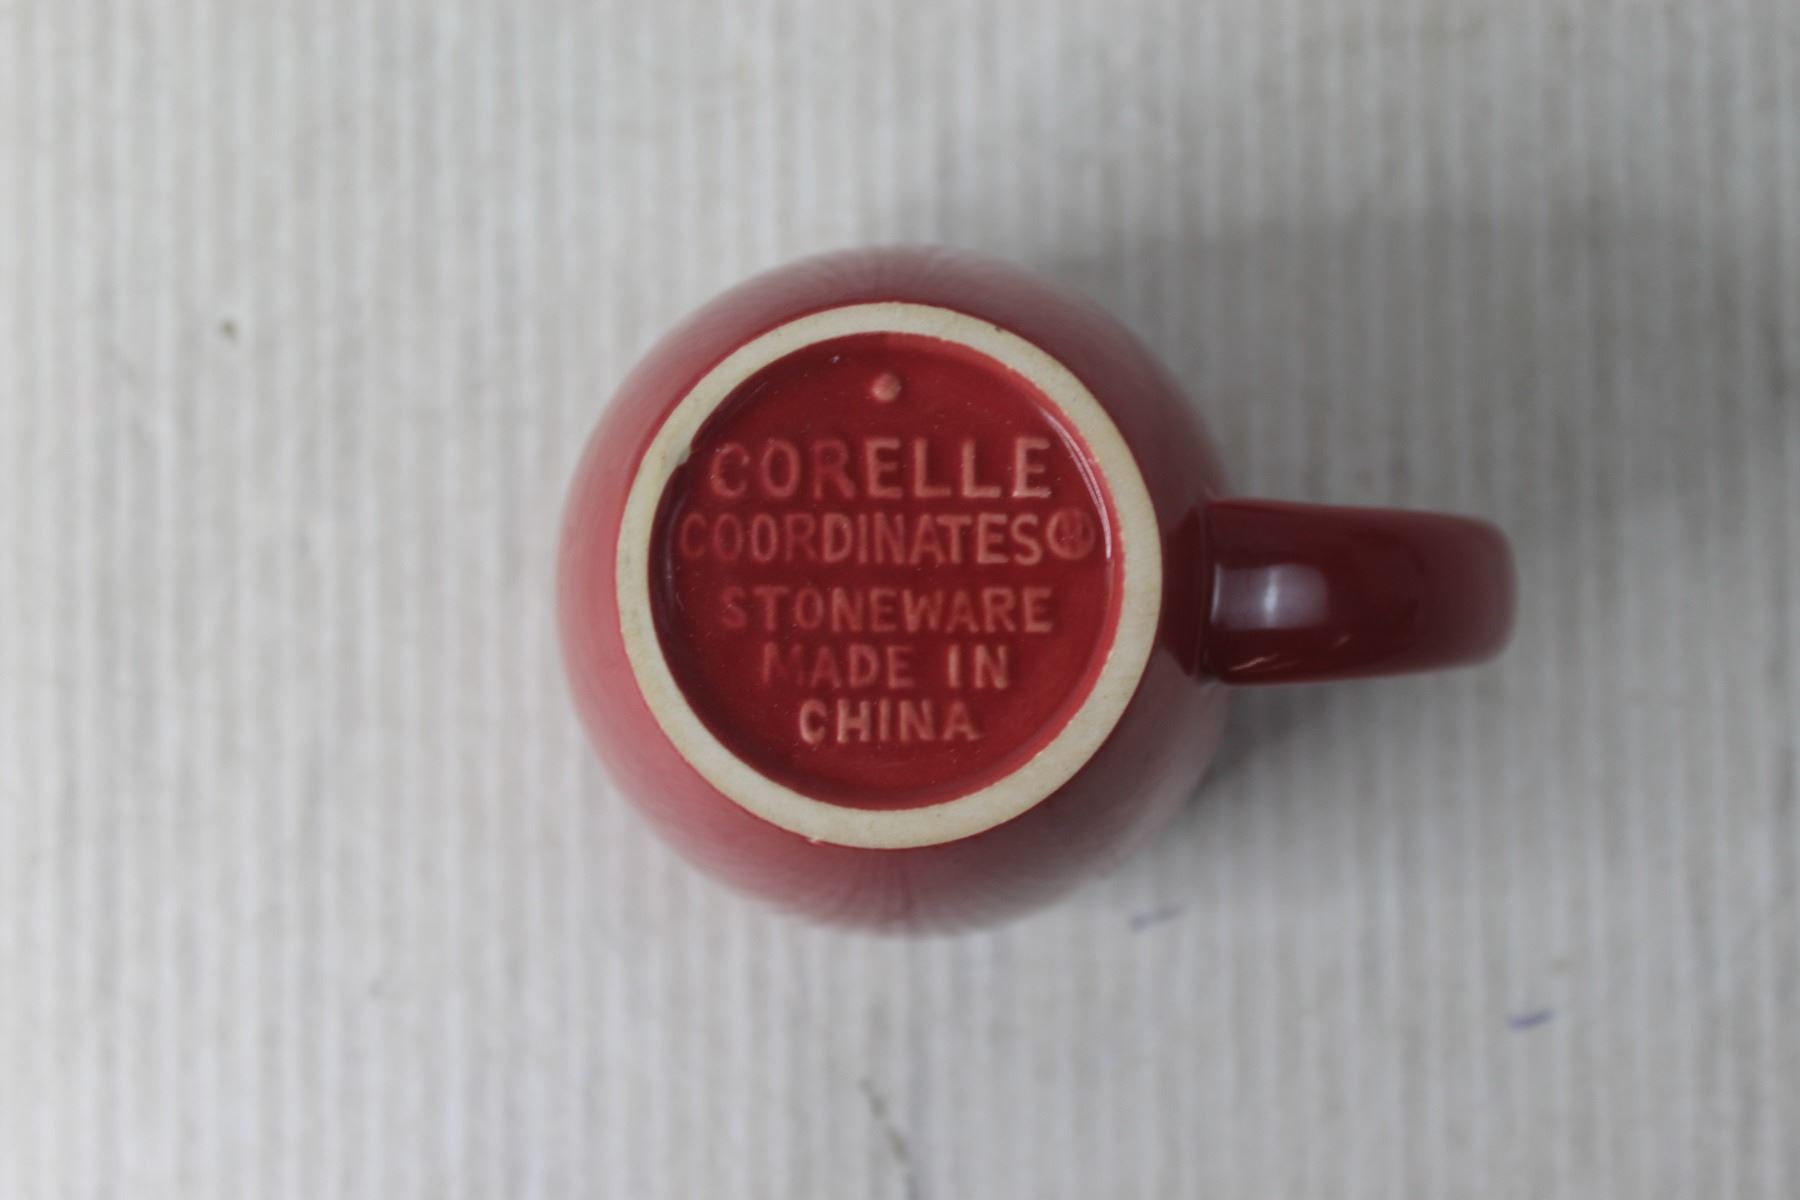 CORELLE
COORDINATES®
STONEWARE
MADE IN
CHINA